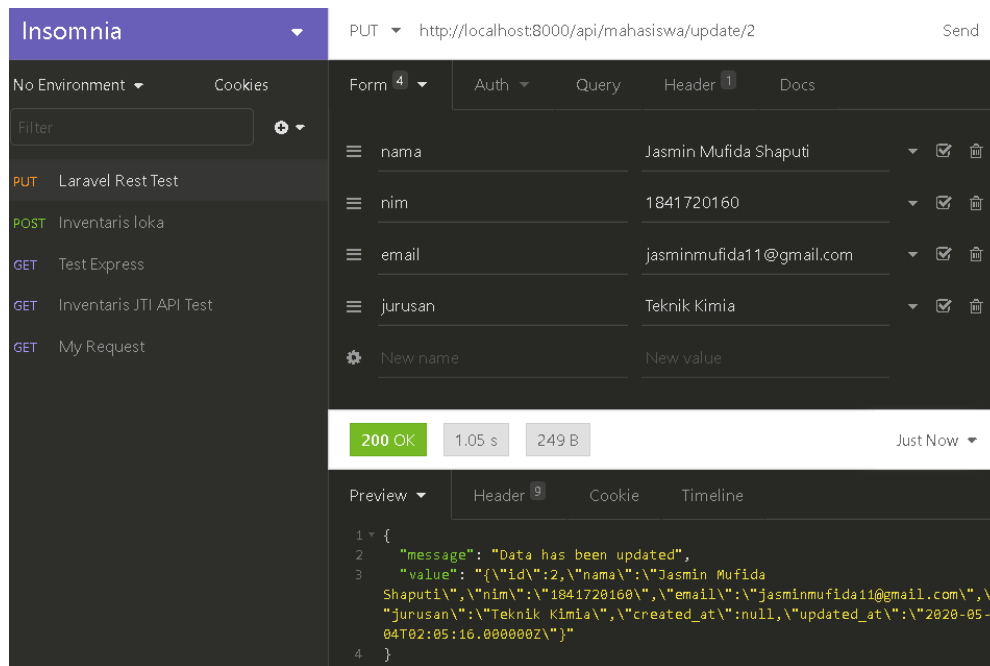 Insomnia
PUT http://localhost:8000/api/mahasiswa/update/2 Send
No Environment Cookies
Form 4 Auth Query Header 1 Docs
Filter
nama Jasmin Mufida Shaputi
PUT Laravel Rest Test
nim 1841720160
POST Inventaris loka
email jasminmufida11@gmail.com
GET Test Express
GET Inventaris JTI API Test
jurusan Teknik Kimia
GET My Request
New name New value
200 OK 1.05 s 249 B Just Now
Preview Header 9 Cookie Timeline
1 {
2 "message": "Data has been updated",
3 "value": "{\"id\":2,\"nama\":\"Jasmin Mufida
Shaputi\",\"nim\":\"1841720160\",\"email\":\"jasminmufida11@gmail.com\",\
"jurusan\":\"Teknik Kimia\",\"created_at\":null,\"updated_at\":\"2020-05-
04T02:05:16.000000Z\"}"
4 }